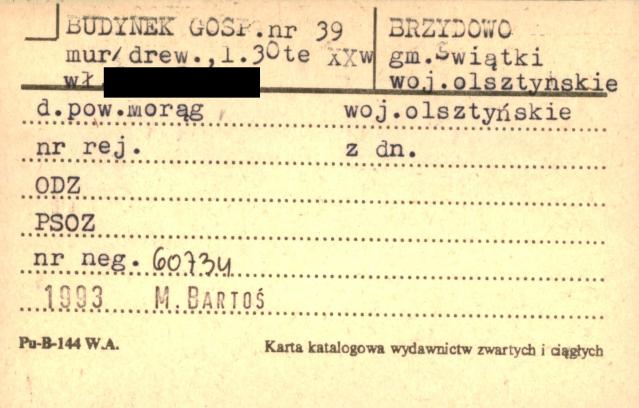 BUDYNEK GOSP.nr 39 BRZYDOWO
mur/drew.,l.30te XXw gm.Świątki
wł woj.olsztyńskie
d.pow.morąg woj.olsztyńskie
nr rej. z dn.
ODZ
PSOZ
nr neg. 60734
1993 M.BARTOŚ
Pu-B-144 W.A. Karta katalogowa wydawnictw zwartych i ciągłych